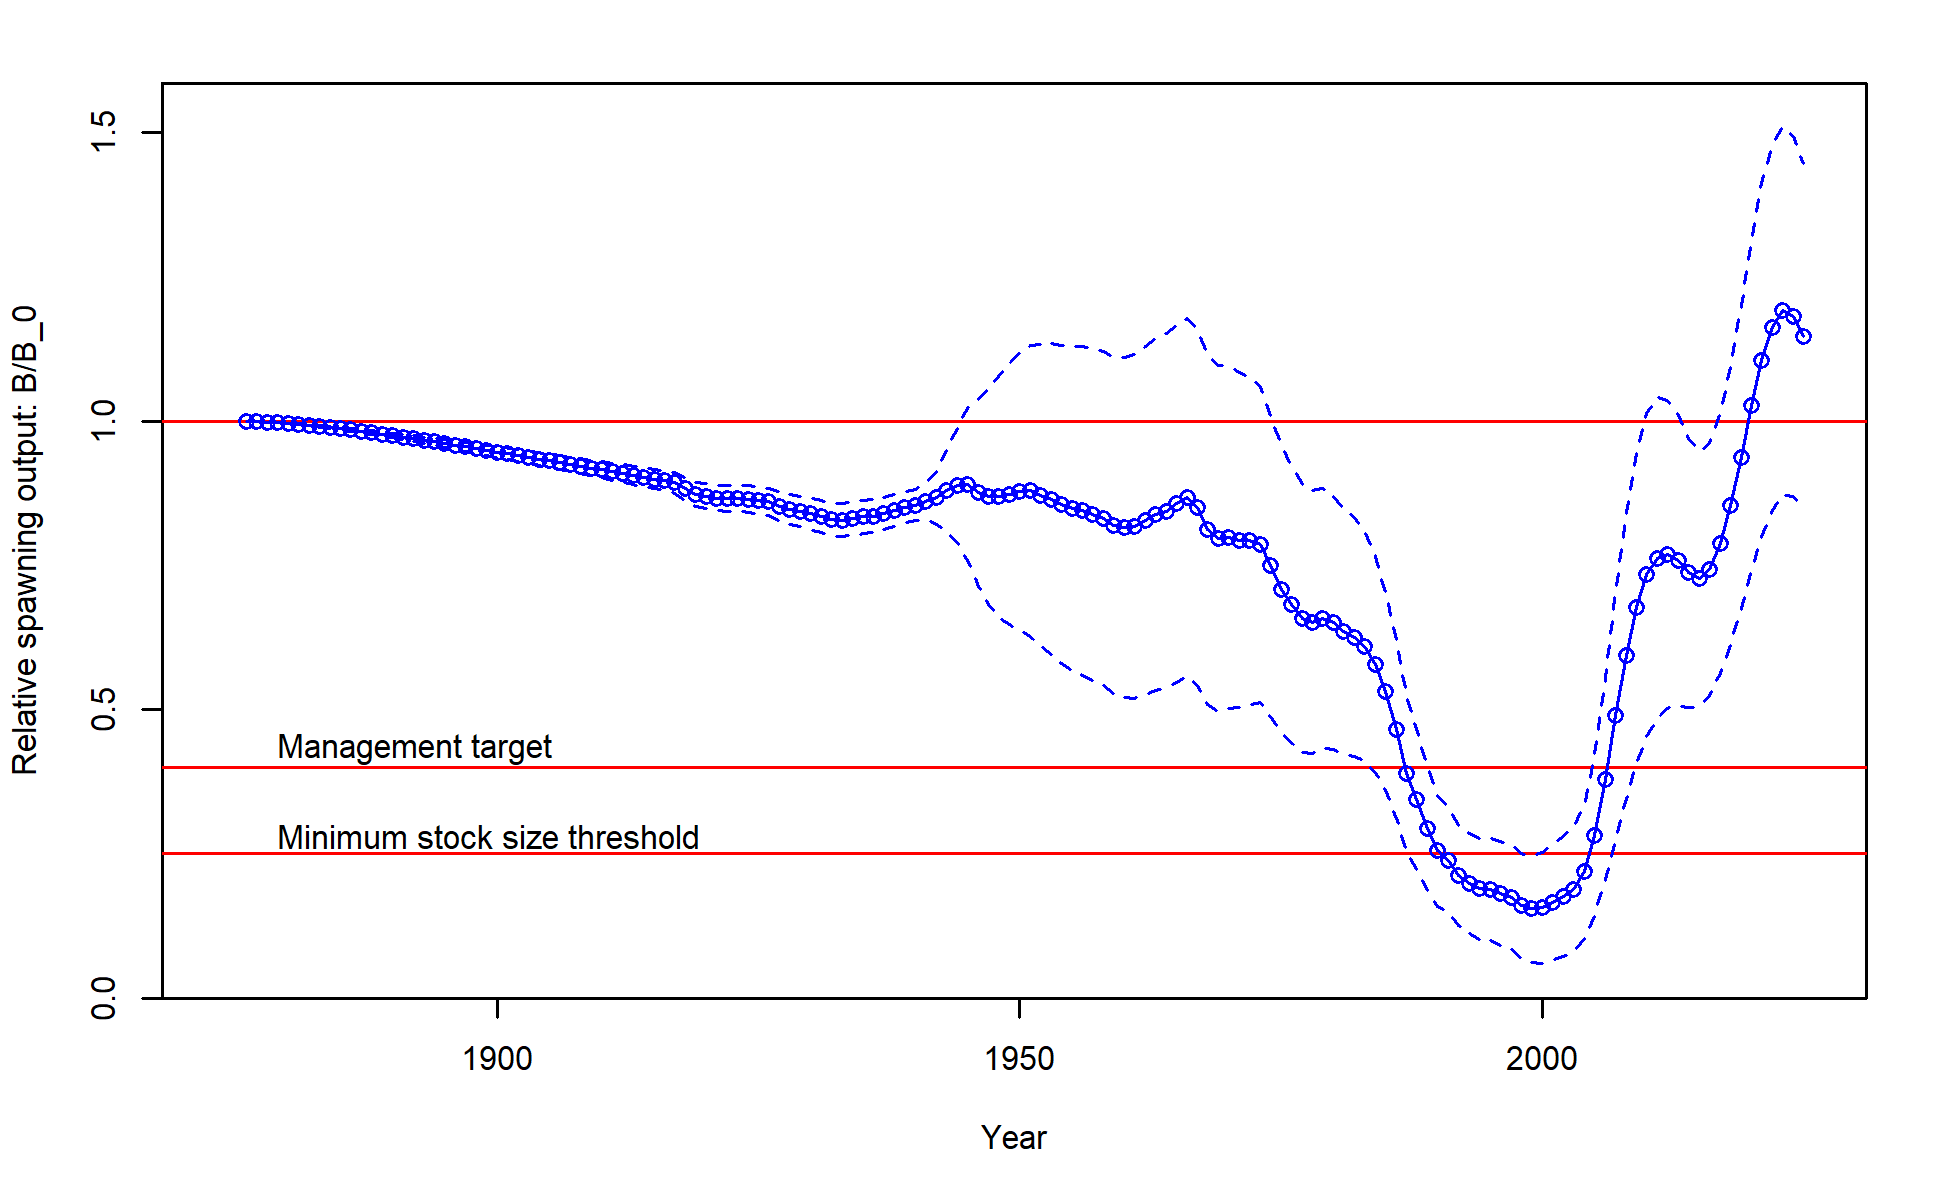 Relative spawning output: B/B_0
1.5
1.0
0.5
0.0
Management target
Minimum stock size threshold
1900
1950
2000
Year